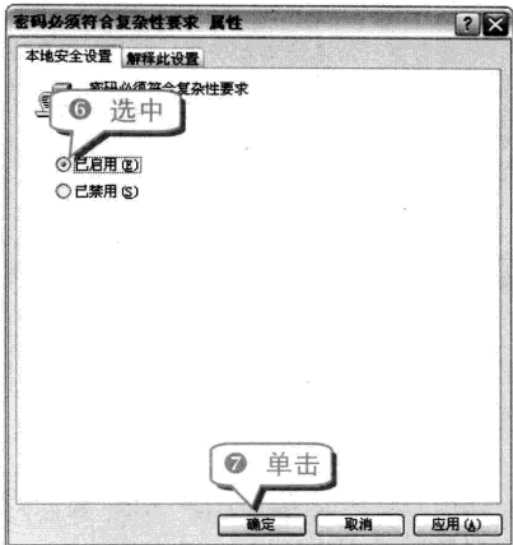 密码必须符合复杂性要求 属性
本地安全设置 解释此设置
密码必须符合复杂性要求
❻ 选中
已启用(E)
已禁用(S)
❼ 单击
确定 取消 应用(A)